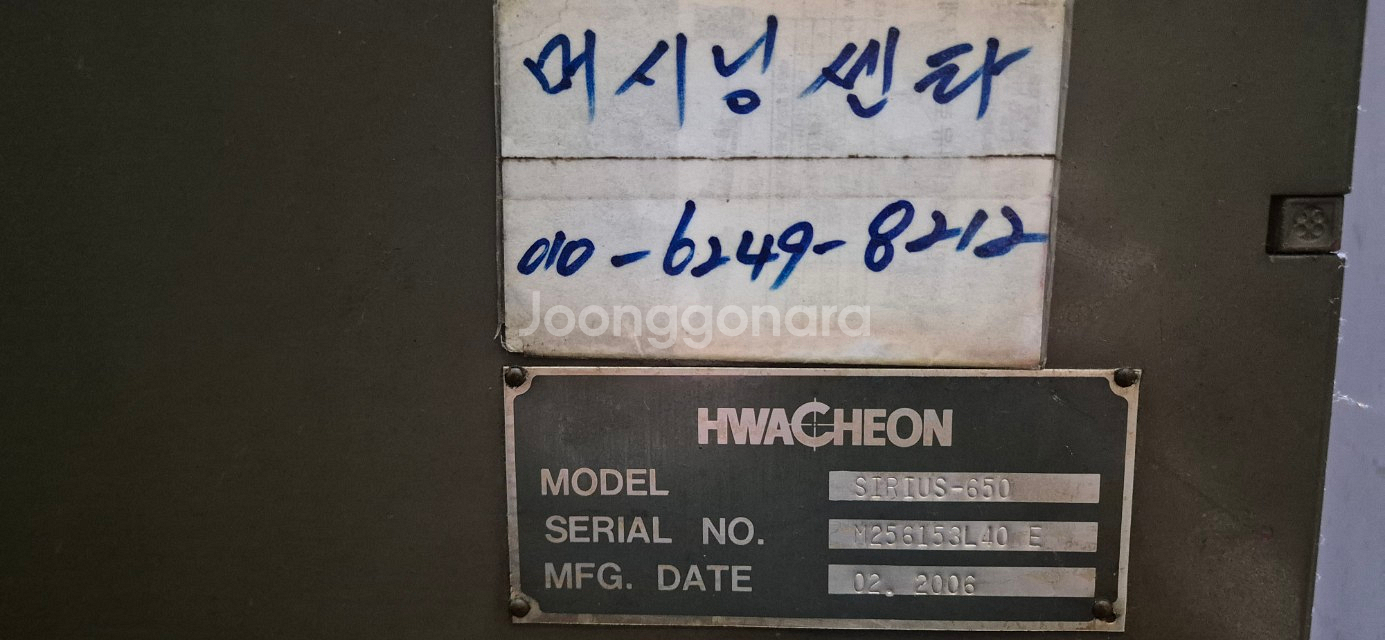 머시닝 센타
010-6249-8212
Joonggonara
HWACHEON
MODEL SIRIUS-650
SERIAL NO. M256153L40 E
MFG. DATE 02. 2006